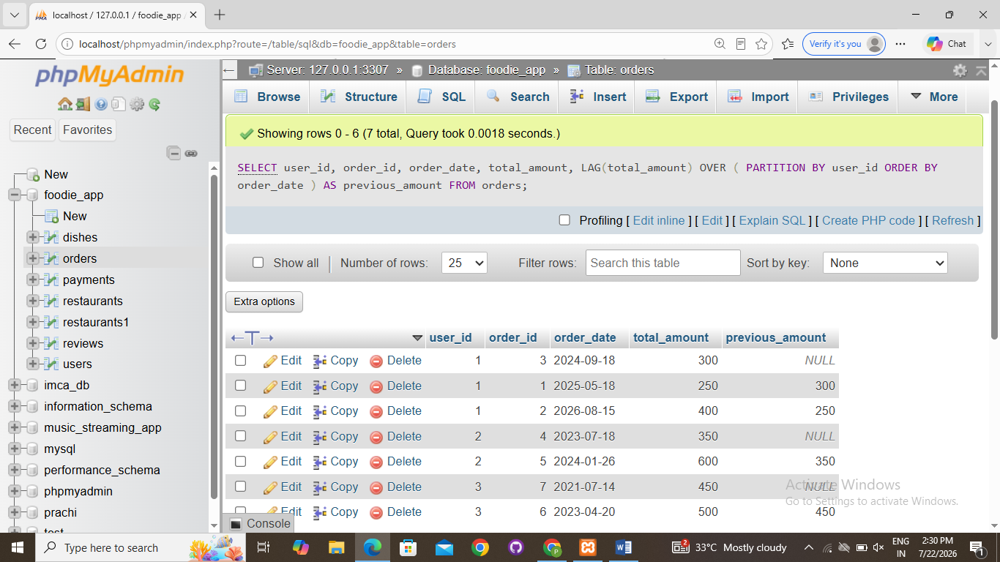 localhost / 127.0.0.1 / foodie_app
localhost/phpmyadmin/index.php?route=/table/sql&db=foodie_app&table=orders
Verify it's you
Chat
phpMyAdmin
Recent Favorites
New
foodie_app
New
dishes
orders
payments
restaurants
restaurants1
reviews
users
imca_db
information_schema
music_streaming_app
mysql
performance_schema
phpmyadmin
prachi
test
Server: 127.0.0.1:3307 » Database: foodie_app » Table: orders
Browse Structure SQL Search Insert Export Import Privileges More
Showing rows 0 - 6 (7 total, Query took 0.0018 seconds.)
SELECT user_id, order_id, order_date, total_amount, LAG(total_amount) OVER ( PARTITION BY user_id ORDER BY
order_date ) AS previous_amount FROM orders;
Profiling [ Edit inline ] [ Edit ] [ Explain SQL ] [ Create PHP code ] [ Refresh ]
Show all Number of rows: 25 Filter rows: Search this table Sort by key: None
Extra options
user_id order_id order_date total_amount previous_amount
Edit Copy Delete 1 3 2024-09-18 300 NULL
Edit Copy Delete 1 1 2025-05-18 250 300
Edit Copy Delete 1 2 2026-08-15 400 250
Edit Copy Delete 2 4 2023-07-18 350 NULL
Edit Copy Delete 2 5 2024-01-26 600 350
Edit Copy Delete 3 7 2021-07-14 450 NULL
Edit Copy Delete 3 6 2023-04-20 500 450
Activate Windows
Go to Settings to activate Windows.
Console
Type here to search
33°C Mostly cloudy
ENG
IN
2:30 PM
7/22/2026